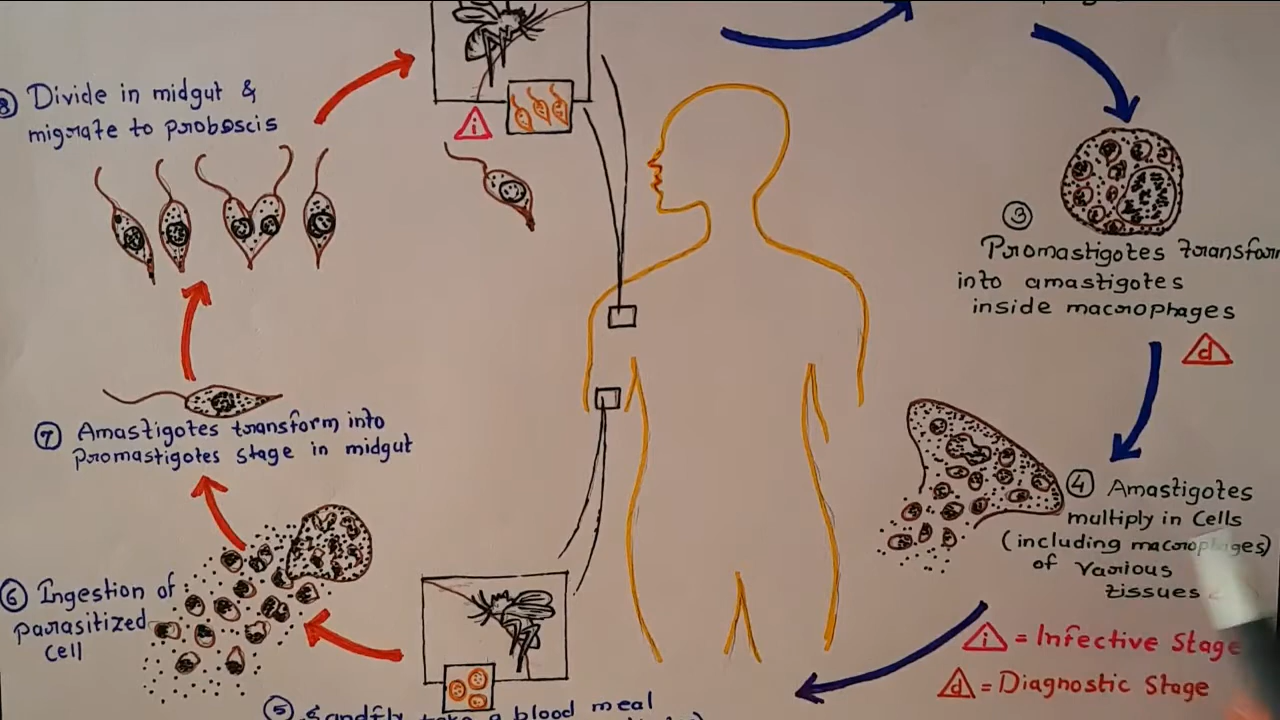 8 Divide in midgut &
migrate to proboscis
i
3
Promastigotes transform
into amastigotes
inside macrophages
d
7 Amastigotes transform into
Promastigotes stage in midgut
4 Amastigotes
multiply in Cells
(including macrophages)
of various
tissues
6 Ingestion of
parasitized
cell
i = Infective Stage
d = Diagnostic Stage
5 Sandfly take a blood meal